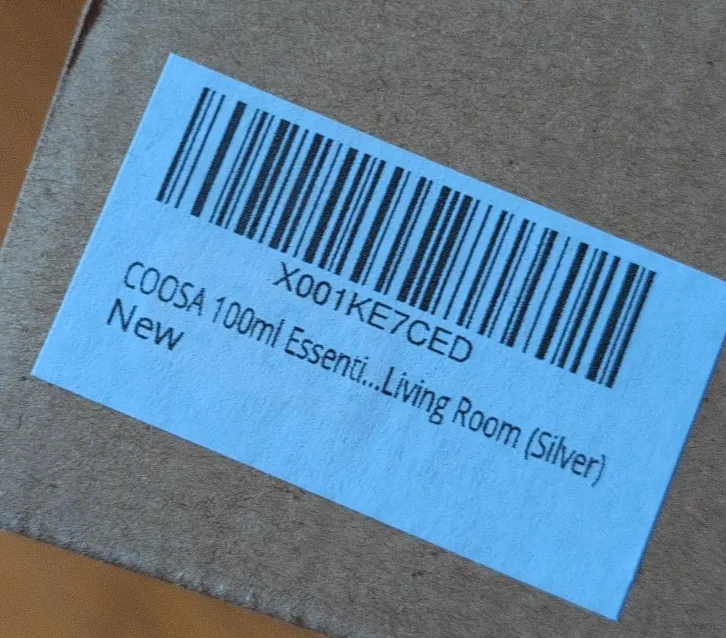 X001KE7CED
COOSA 100ml Essenti...Living Room (Silver)
New